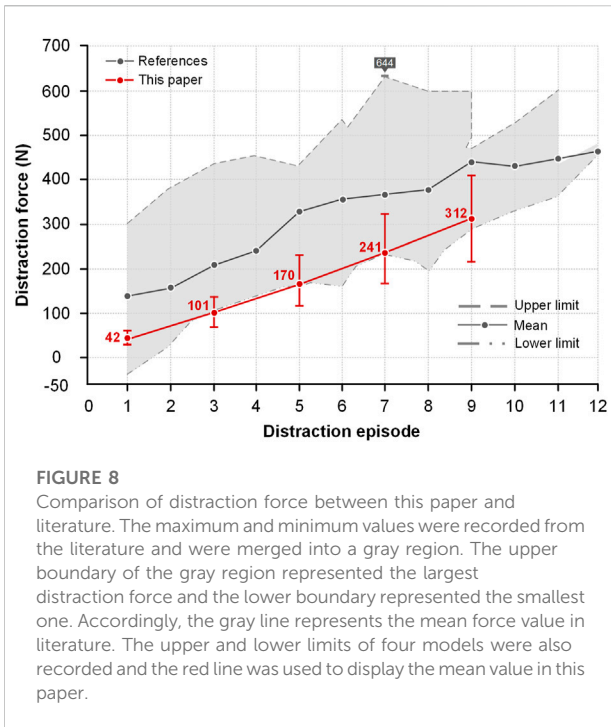 700
600
500
400
300
200
100
0
-50
Distraction force (N)
References
This paper
644
42
101
170
241
312
Upper limit
Mean
Lower limit
0 1 2 3 4 5 6 7 8 9 10 11 12
Distraction episode
FIGURE 8
Comparison of distraction force between this paper and
literature. The maximum and minimum values were recorded from
the literature and were merged into a gray region. The upper
boundary of the gray region represented the largest
distraction force and the lower boundary represented the smallest
one. Accordingly, the gray line represents the mean force value in
literature. The upper and lower limits of four models were also
recorded and the red line was used to display the mean value in this
paper.